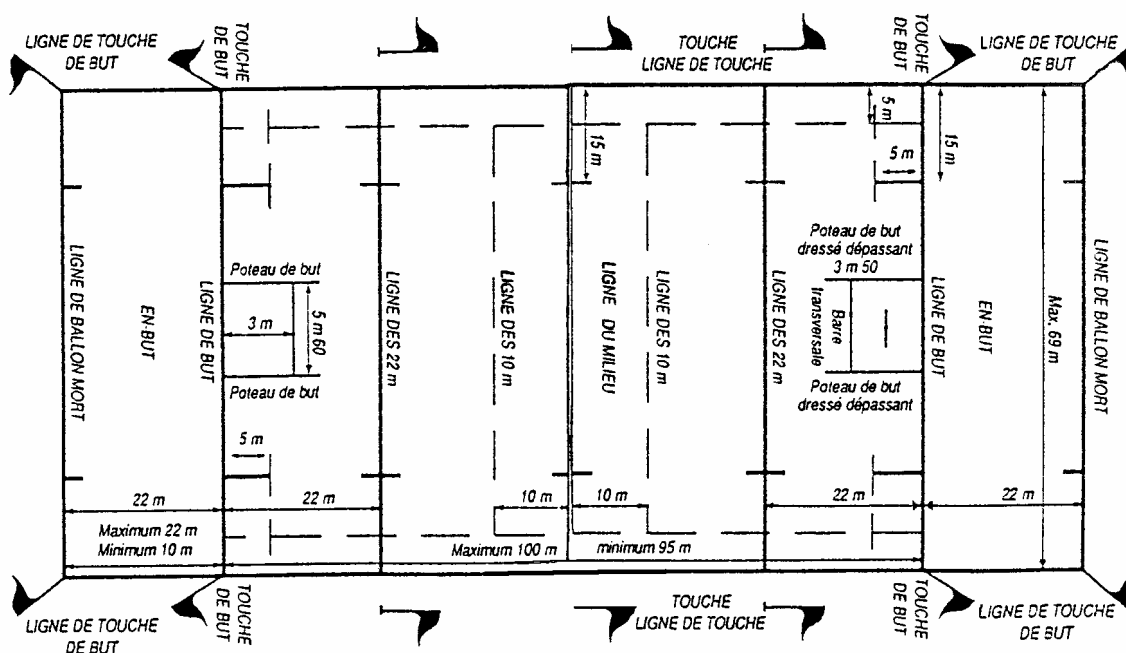 LIGNE DE TOUCHE
DE BUT
TOUCHE
DE BUT
TOUCHE
LIGNE DE TOUCHE
TOUCHE
DE BUT
LIGNE DE TOUCHE
DE BUT
5 m
15 m
5 m
15 m
Poteau de but
dressé dépassant
3 m 50
Poteau de but
LIGNE DE BALLON MORT
EN-BUT
LIGNE DE BUT
3 m
5 m 60
LIGNE DES 22 m
LIGNE DES 10 m
LIGNE DU MILIEU
LIGNE DES 10 m
LIGNE DES 22 m
Barre
transversale
LIGNE DE BUT
EN-BUT
Max. 69 m
LIGNE DE BALLON MORT
Poteau de but
Poteau de but
dressé dépassant
5 m
22 m
22 m
10 m
10 m
22 m
22 m
Maximum 22 m
Minimum 10 m
Maximum 100 m
minimum 95 m
LIGNE DE TOUCHE
DE BUT
TOUCHE
DE BUT
TOUCHE
LIGNE DE TOUCHE
TOUCHE
DE BUT
LIGNE DE TOUCHE
DE BUT